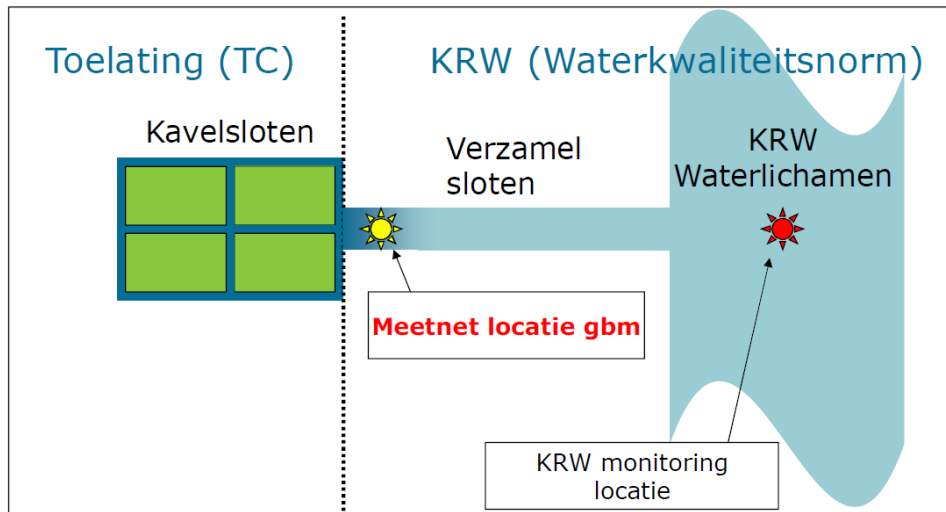 Toelating (TC)
KRW (Waterkwaliteitsnorm)
Kavelsloten
Verzamel
sloten
KRW
Waterlichamen
Meetnet locatie gbm
KRW monitoring
locatie